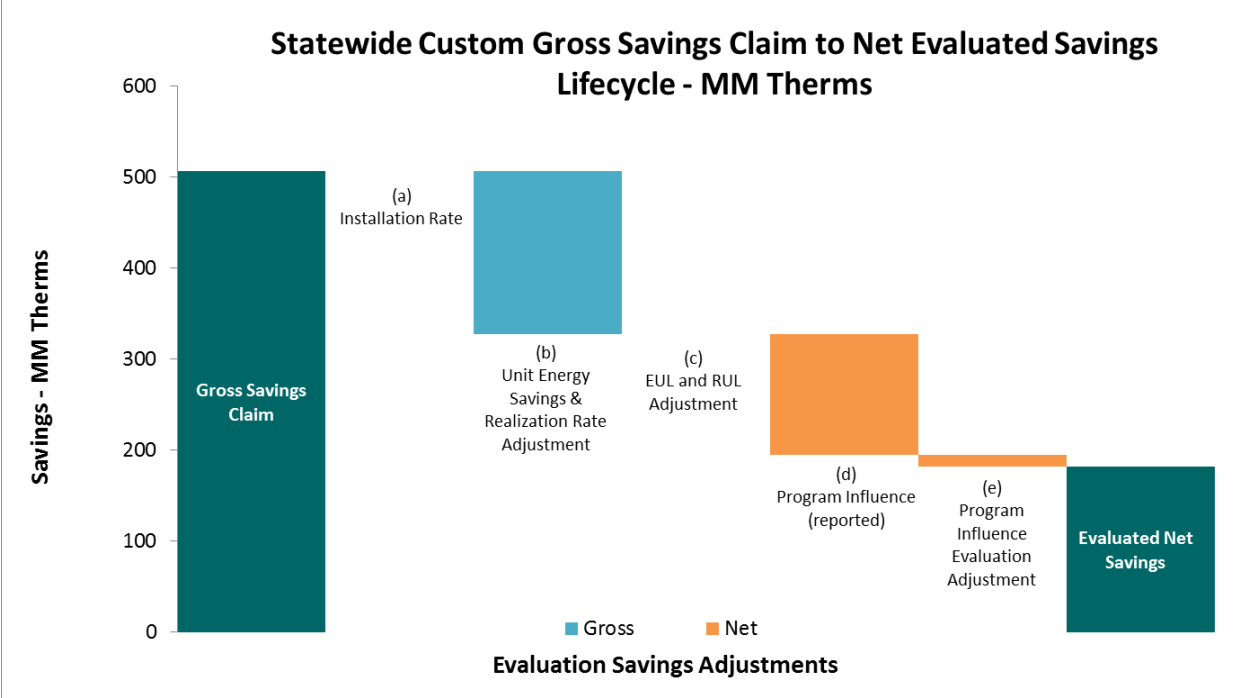 Statewide Custom Gross Savings Claim to Net Evaluated Savings
Lifecycle - MM Therms
600
500
400
300
200
100
0
Savings - MM Therms
Gross Savings
Claim
(a)
Installation Rate
(b)
Unit Energy
Savings &
Realization Rate
Adjustment
(c)
EUL and RUL
Adjustment
(d)
Program Influence
(reported)
(e)
Program
Influence
Evaluation
Adjustment
Evaluated Net
Savings
Gross
Net
Evaluation Savings Adjustments